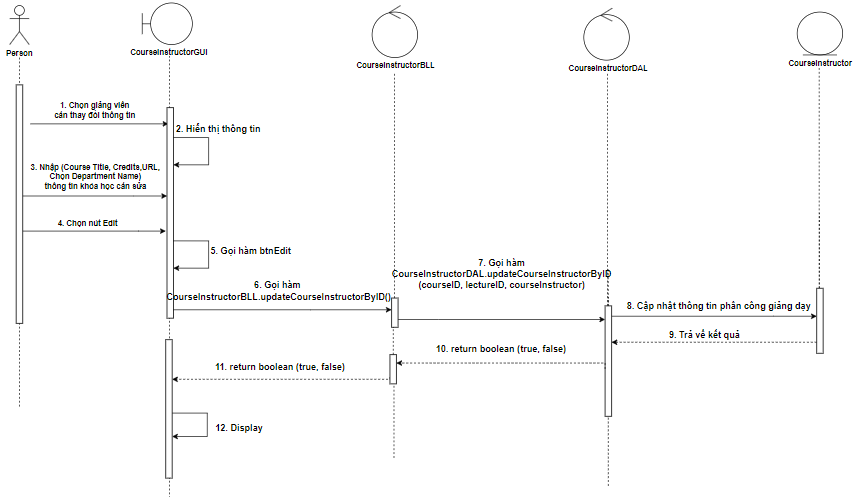 Person
CourseInstructorGUI
CourseInstructorBLL
CourseInstructorDAL
CourseInstructor
1. Chọn giảng viên
cần thay đổi thông tin
2. Hiển thị thông tin
3. Nhập (Course Title, Credits,URL,
Chọn Department Name)
thông tin khóa học cần sửa
4. Chọn nút Edit
5. Gọi hàm btnEdit
6. Gọi hàm
CourseInstructorBLL.updateCourseInstructorByID()
7. Gọi hàm
CourseInstructorDAL.updateCourseInstructorByID
(courseID, lectureID, courseInstructor)
8. Cập nhật thông tin phân công giảng dạy
9. Trả về kết quả
10. return boolean (true, false)
11. return boolean (true, false)
12. Display